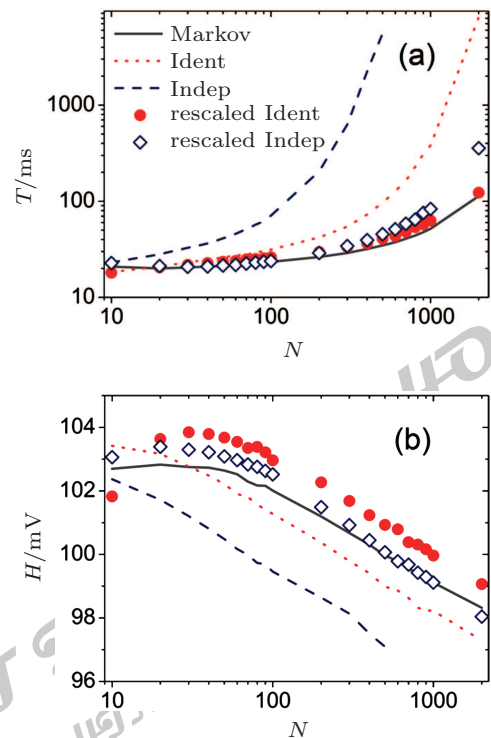 Markov
Ident
Indep
rescaled Ident
rescaled Indep
(a)
1000
100
10
T/ms
10
100
1000
N
(b)
104
102
100
98
96
H/mV
10
100
1000
N